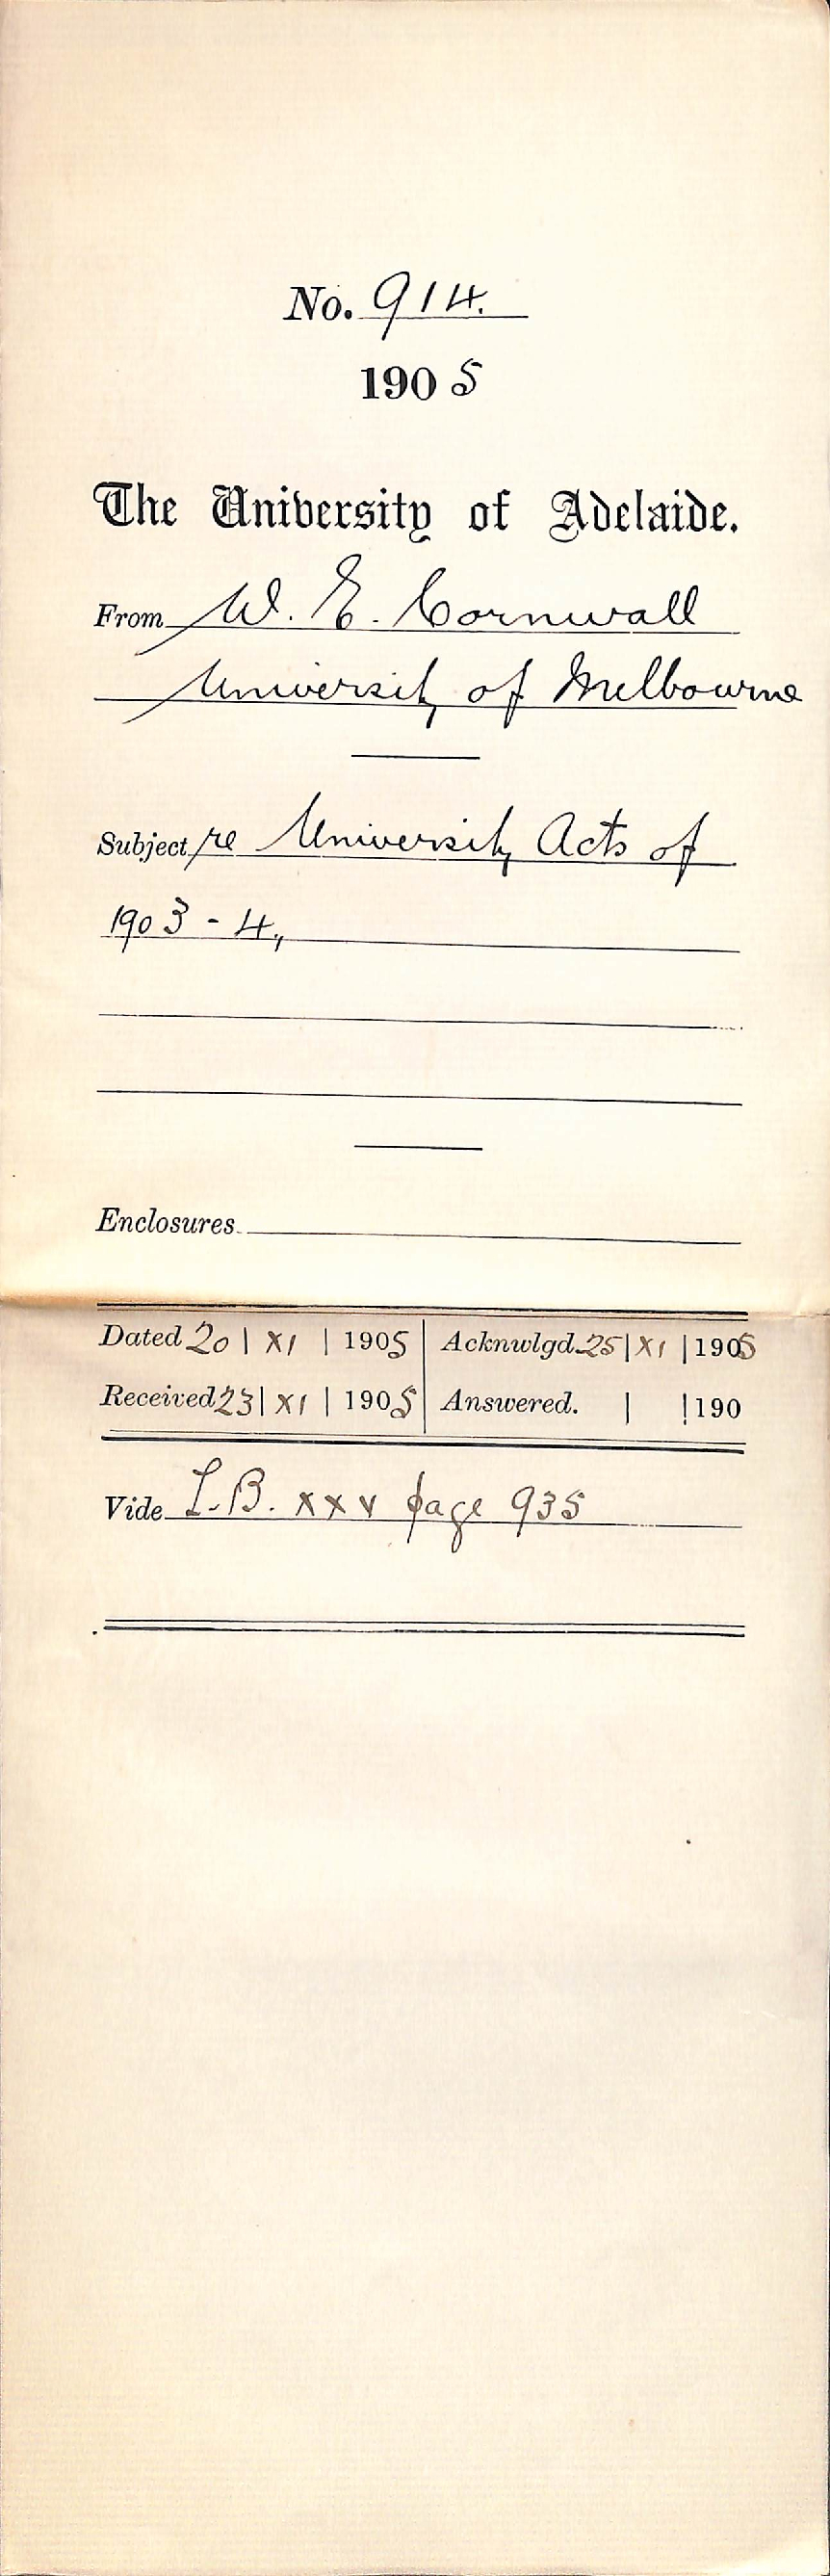 No. 914.
1905
The University of Adelaide.
From W. E. Cornwall
University of Melbourne
Subject re University Acts of
1903 - 4,
Enclosures.
Dated 20 | XI | 1905 | Acknwlgd. 25 | XI | 1905
Received 23 | XI | 1905 | Answered. | | 190
Vide L.B. xxv page 935